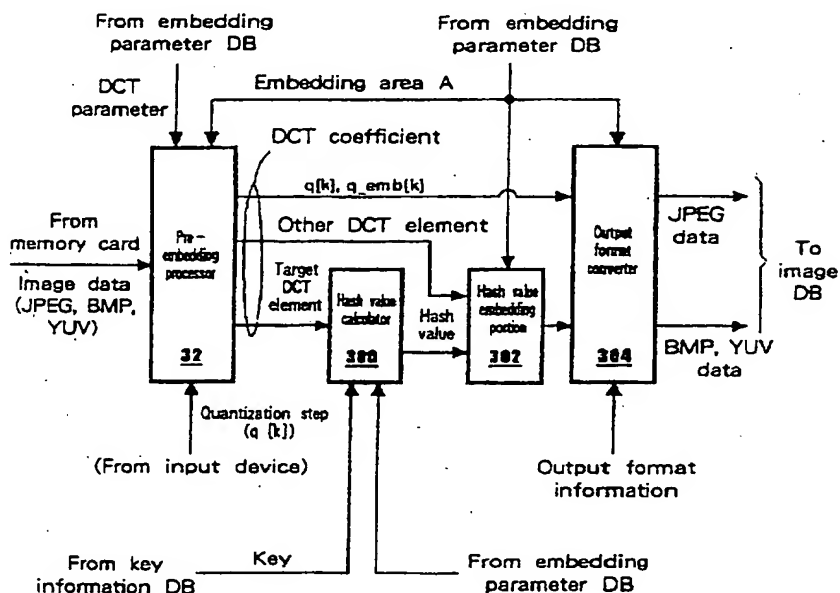 From embedding
parameter DB
From embedding
parameter DB
DCT
parameter
Embedding area A
DCT coefficient
q[k], q_emb[k]
From
memory card
Image data
(JPEG, BMP,
YUV)
Pre-
embedding
processor
32
Other DCT element
Target
DCT
element
Hash value
calculator
380
Hash
value
Hash value
embedding
portion
382
Output
format
converter
384
JPEG
data
BMP, YUV
data
To
image
DB
Quantization step
(q [k])
(From input device)
Output format
information
From key
information DB
Key
From embedding
parameter DB